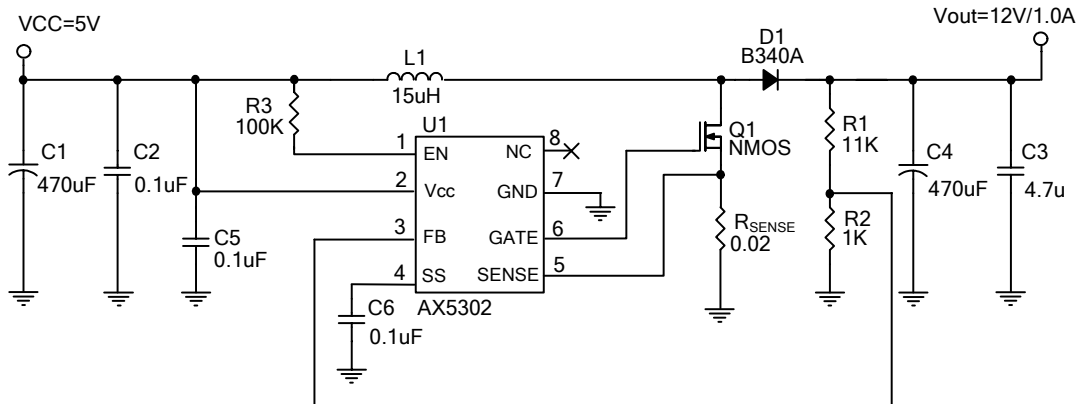 VCC=5V
Vout=12V/1.0A
L1
15uH
D1
B340A
R3
100K
U1
1
EN
NC
8
2
Vcc
GND
7
3
FB
GATE
6
4
SS
SENSE
5
AX5302
Q1
NMOS
R1
11K
C1
470uF
C2
0.1uF
C4
470uF
C3
4.7u
C5
0.1uF
RSENSE
0.02
R2
1K
C6
0.1uF